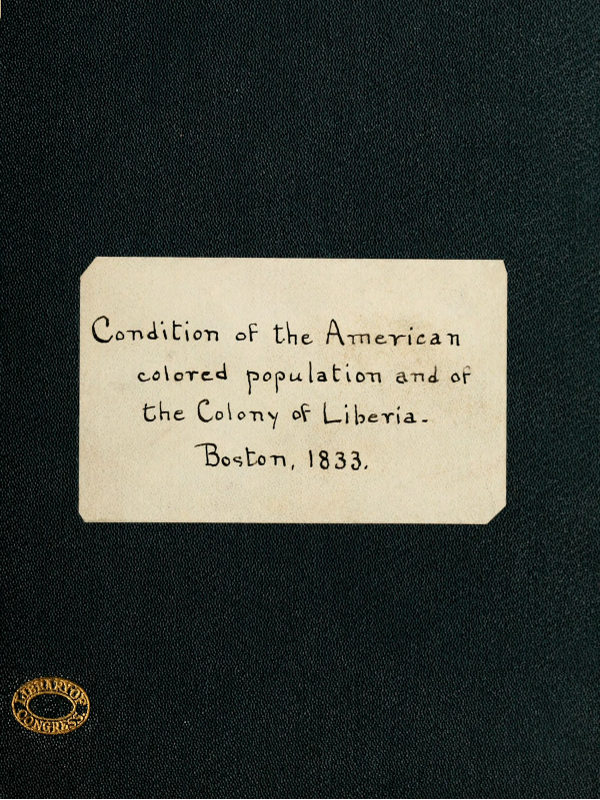 Condition of the American
colored population and of
the Colony of Liberia.
Boston, 1833.
LIBRARY OF
CONGRESS.